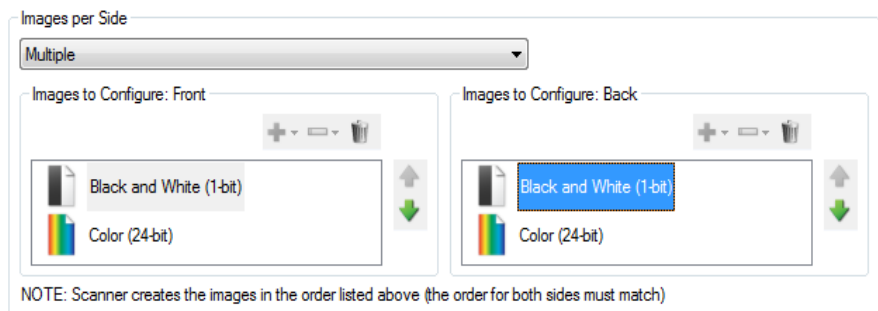 Images per Side
Multiple
Images to Configure: Front
Images to Configure: Back
Black and White (1-bit)
Color (24-bit)
Black and White (1-bit)
Color (24-bit)
NOTE: Scanner creates the images in the order listed above (the order for both sides must match)